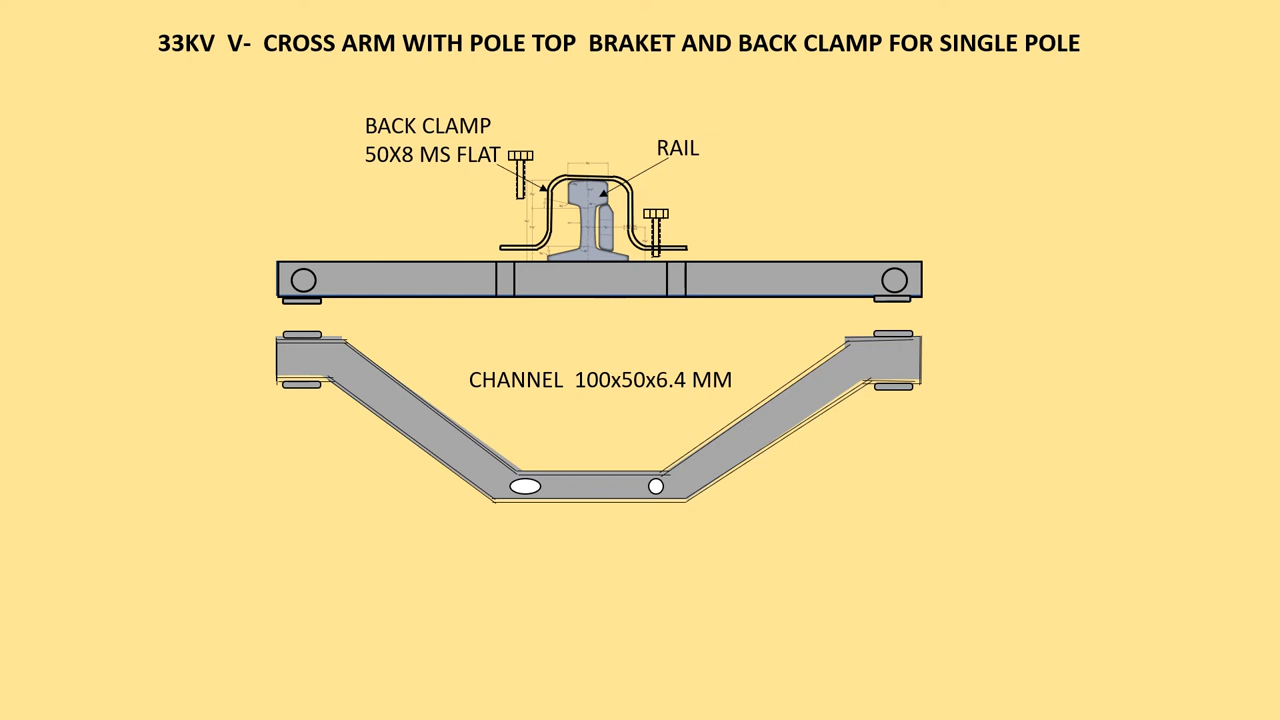 33KV V- CROSS ARM WITH POLE TOP BRAKET AND BACK CLAMP FOR SINGLE POLE
BACK CLAMP
50X8 MS FLAT
RAIL
CHANNEL 100x50x6.4 MM